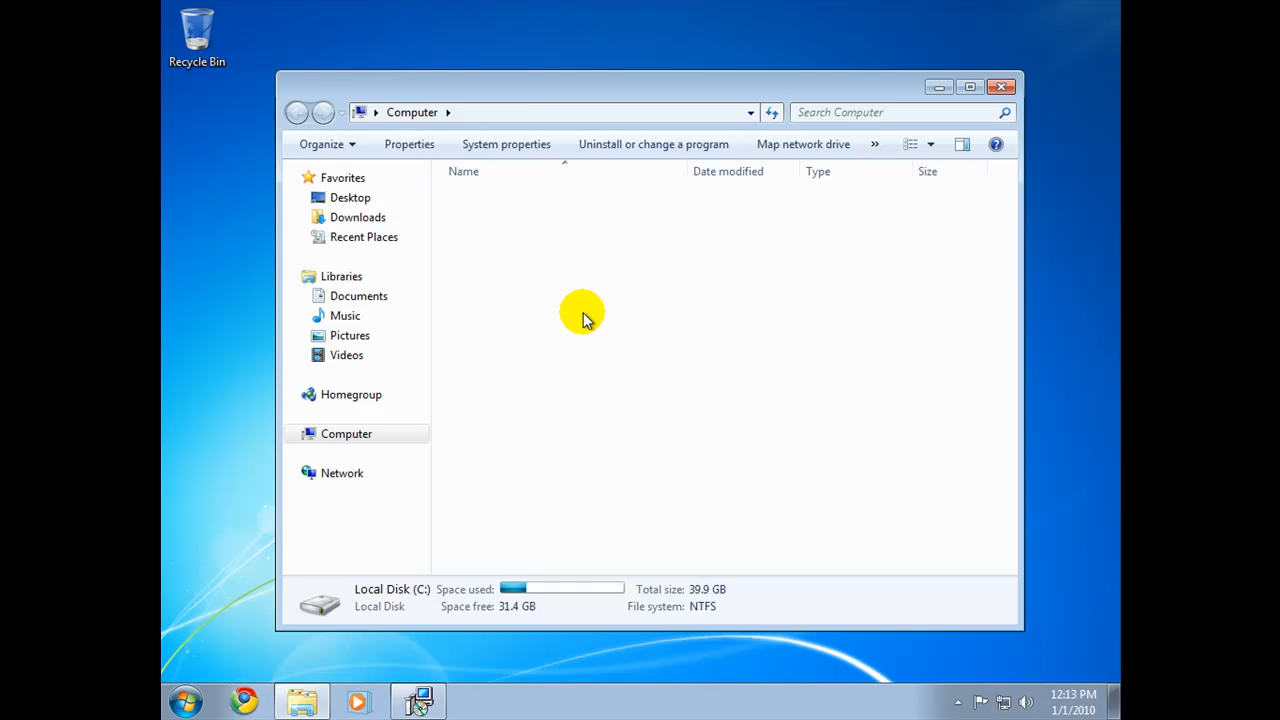 Recycle Bin
Computer
Search Computer
Organize Properties System properties Uninstall or change a program Map network drive »
Name Date modified Type Size
Favorites
Desktop
Downloads
Recent Places
Libraries
Documents
Music
Pictures
Videos
Homegroup
Computer
Network
Local Disk (C:) Space used: Total size: 39.9 GB
Local Disk Space free: 31.4 GB File system: NTFS
12:13 PM
1/1/2010